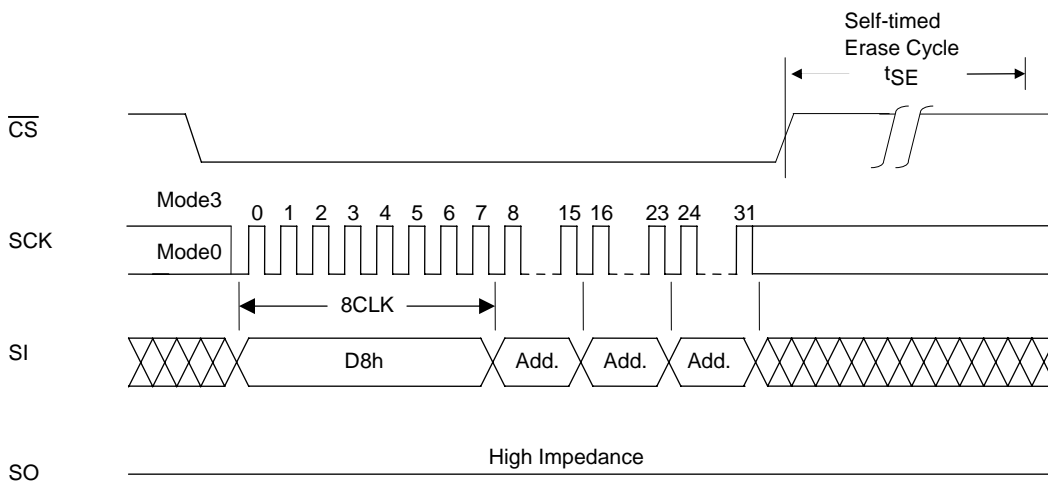 Self-timed
Erase Cycle
tSE
CS
Mode3
0 1 2 3 4 5 6 7 8 15 16 23 24 31
SCK
Mode0
8CLK
SI
D8h Add. Add. Add.
High Impedance
SO